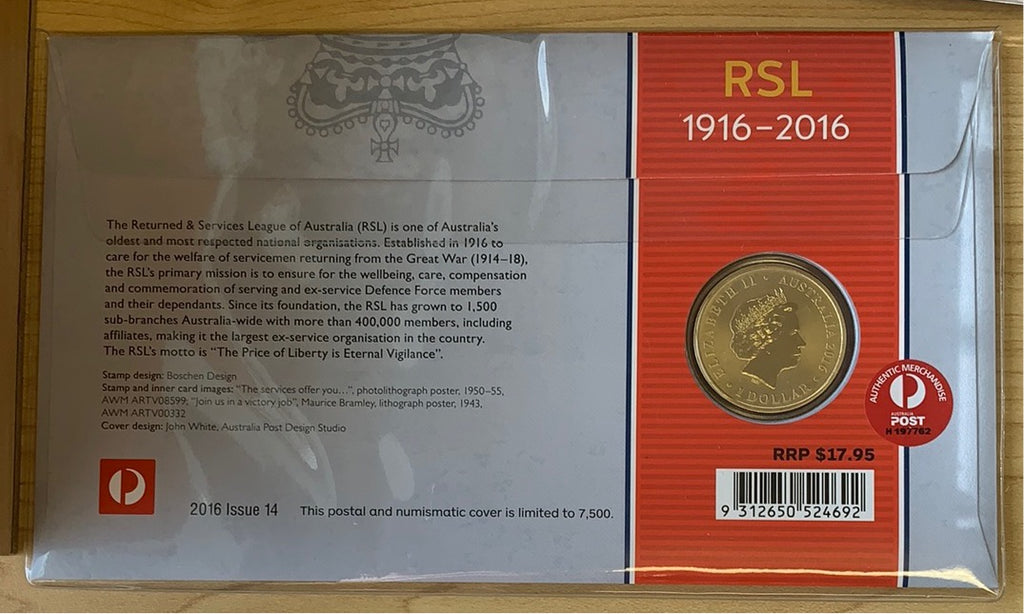 RSL
1916–2016
The Returned & Services League of Australia (RSL) is one of Australia's
oldest and most respected national organisations. Established in 1916 to
care for the welfare of servicemen returning from the Great War (1914–18),
the RSL's primary mission is to ensure for the wellbeing, care, compensation
and commemoration of serving and ex-service Defence Force members
and their dependants. Since its foundation, the RSL has grown to 1,500
sub-branches Australia-wide with more than 400,000 members, including
affiliates, making it the largest ex-service organisation in the country.
The RSL's motto is “The Price of Liberty is Eternal Vigilance”.
Stamp design: Boschen Design
Stamp and inner card images: “The services offer you...”, photolithograph poster, 1950–55,
AWM ARTV08599; “Join us in a victory job”, Maurice Bramley, lithograph poster, 1943,
AWM ARTV00332
Cover design: John White, Australia Post Design Studio
2016 Issue 14
This postal and numismatic cover is limited to 7,500.
ELIZABETH II • AUSTRALIA 2016 •
1 DOLLAR •
AUTHENTIC MERCHANDISE
AUSTRALIA
POST
H 197762
RRP $17.95
9 312650 524692